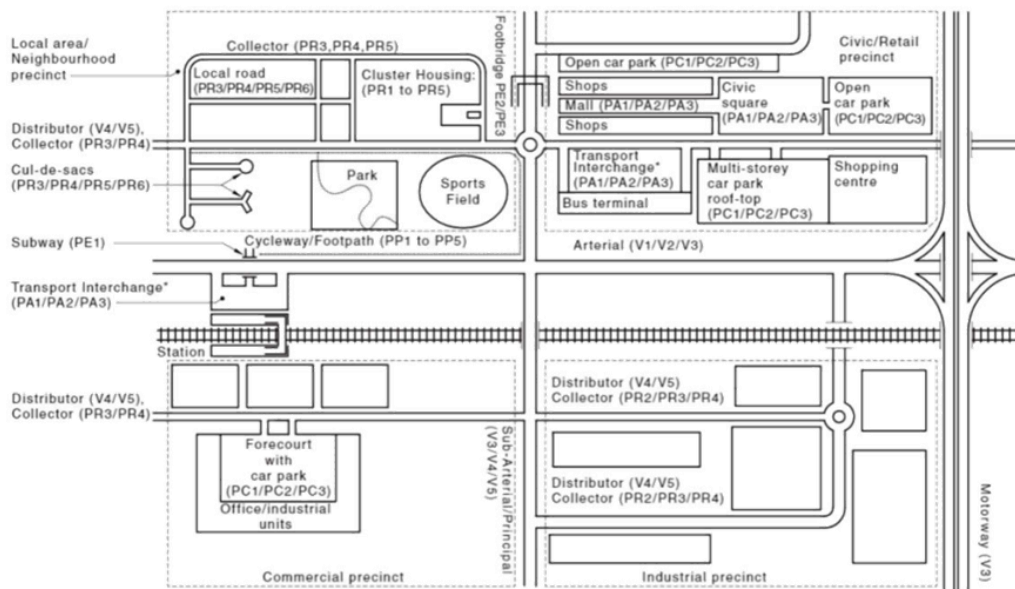 Local area/
Neighbourhood
precinct
Collector (PR3,PR4,PR5)
Local road
(PR3/PR4/PR5/PR6)
Cluster Housing:
(PR1 to PR5)
Footbridge PE2/PE3
Open car park (PC1/PC2/PC3)
Shops
Mall (PA1/PA2/PA3)
Shops
Civic
square
(PA1/PA2/PA3)
Civic/Retail
precinct
Open
car park
(PC1/PC2/PC3)
Distributor (V4/V5),
Collector (PR3/PR4)
Cul-de-sacs
(PR3/PR4/PR5/PR6)
Park
Sports
Field
Transport
Interchange*
(PA1/PA2/PA3)
Bus terminal
Multi-storey
car park
roof-top
(PC1/PC2/PC3)
Shopping
centre
Subway (PE1)
Cycleway/Footpath (PP1 to PP5)
Arterial (V1/V2/V3)
Transport Interchange*
(PA1/PA2/PA3)
Station
Distributor (V4/V5),
Collector (PR3/PR4)
Distributor (V4/V5)
Collector (PR2/PR3/PR4)
Forecourt
with
car park
(PC1/PC2/PC3)
Office/industrial
units
Sub-Arterial/Principal
(V3/V4/V5)
Distributor (V4/V5)
Collector (PR2/PR3/PR4)
Motorway (V3)
Commercial precinct
Industrial precinct